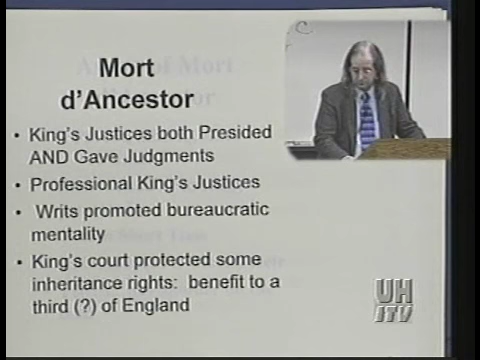 Mort
d'Ancestor
• King's Justices both Presided
AND Gave Judgments
• Professional King's Justices
• Writs promoted bureaucratic
mentality
• King's court protected some
inheritance rights: benefit to a
third (?) of England
C
UH
ITV